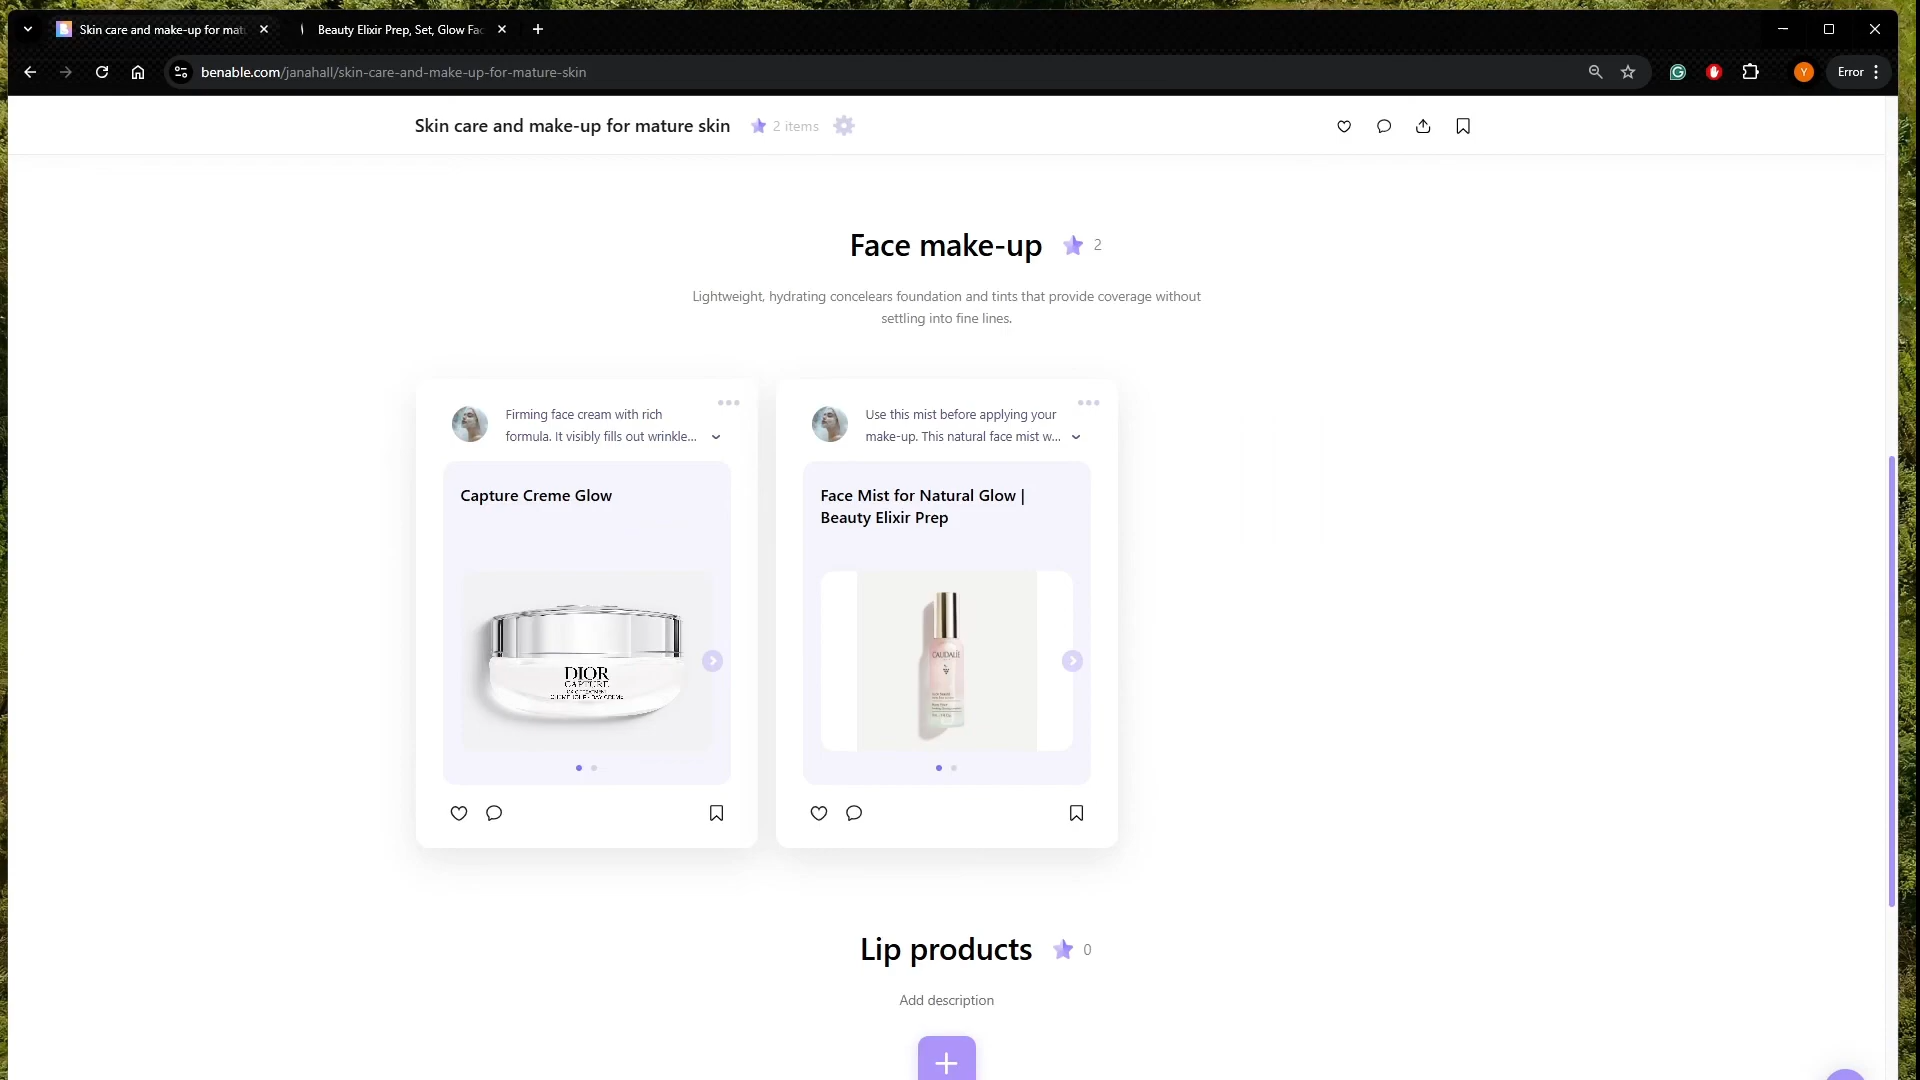 Skin care and make-up for mat
Beauty Elixir Prep, Set, Glow Fac
benable.com/janahall/skin-care-and-make-up-for-mature-skin
Y
Error
Skin care and make-up for mature skin
2 items
Face make-up
2
Lightweight, hydrating concelears foundation and tints that provide coverage without
settling into fine lines.
Firming face cream with rich
formula. It visibly fills out wrinkle...
Capture Creme Glow
DIOR
CAPTURE
Use this mist before applying your
make-up. This natural face mist w...
Face Mist for Natural Glow |
Beauty Elixir Prep
CAUDALIE
Lip products
0
Add description